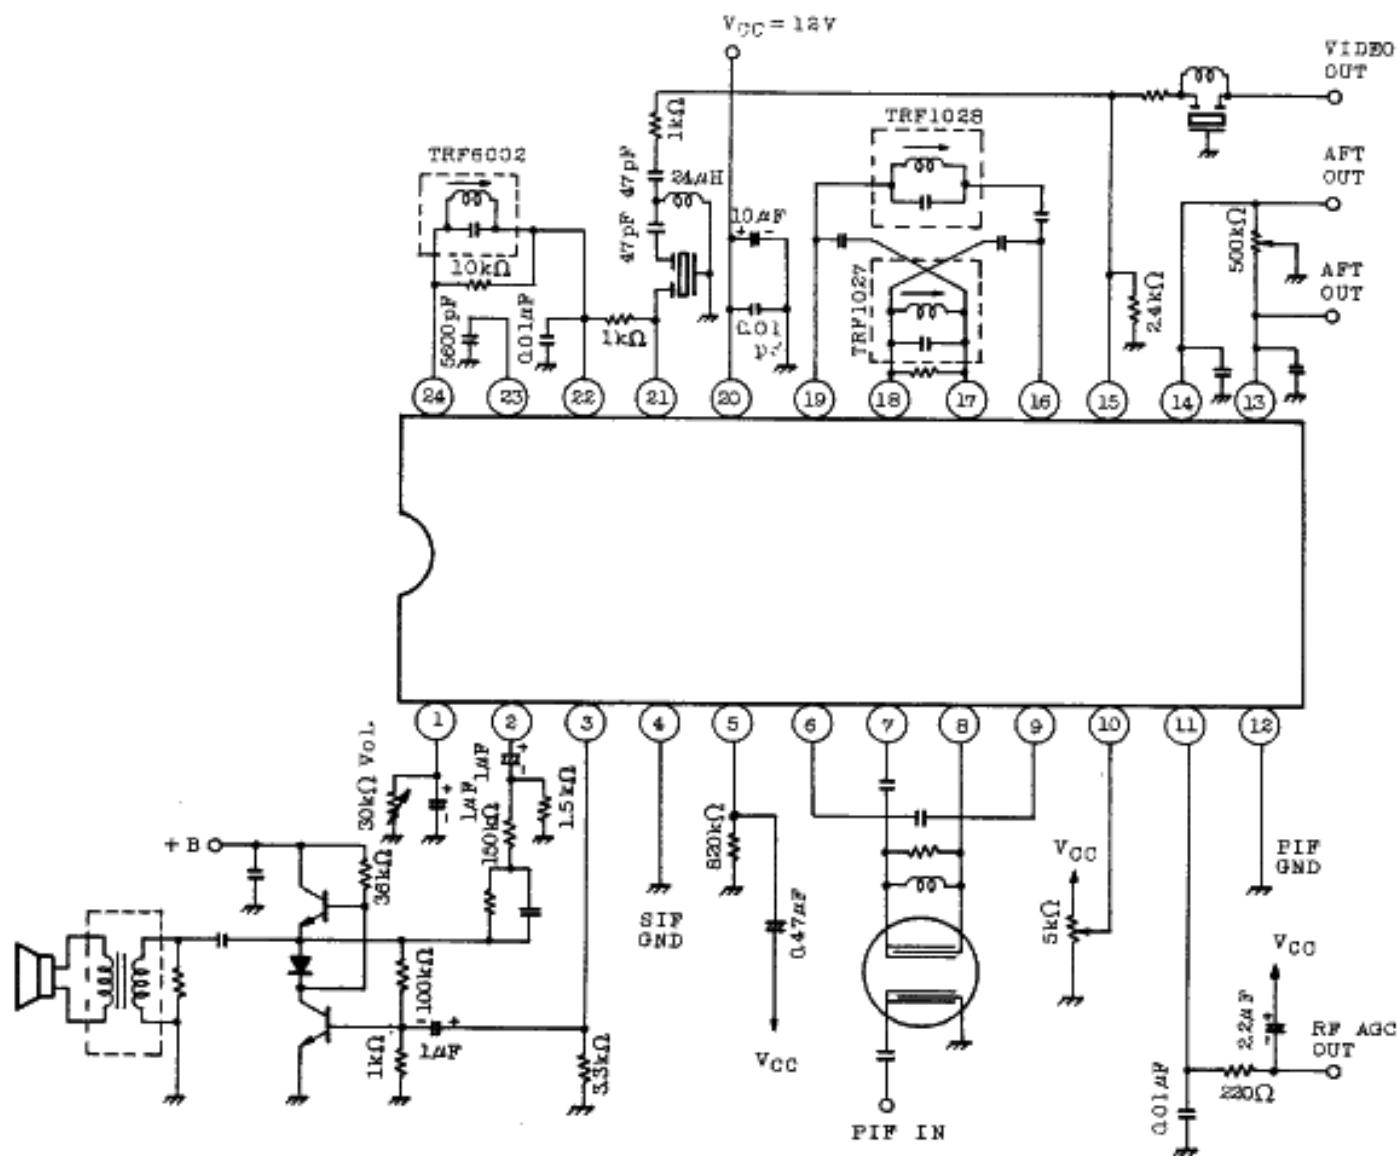 VCC = 12V
VIDEO
OUT
TRF1028
1kΩ
TRF6002
47pF
24μH
AFT
OUT
10μF
47pF
500kΩ
10kΩ
AFT
OUT
TRF1027
5600pF
0.01μF
1kΩ
0.01
2.4kΩ
24
23
22
21
20
19
18
17
16
15
14
13
1
2
3
4
5
6
7
8
9
10
11
12
30kΩ Vol.
1μF
1μF
150kΩ
1.5kΩ
+B
36kΩ
820kΩ
VCC
PIF
GND
SIF
GND
0.47μF
5kΩ
VCC
100kΩ
2.2μF
RF AGC
OUT
1kΩ
1μF
3.3kΩ
VCC
0.01μF
220Ω
PIF IN